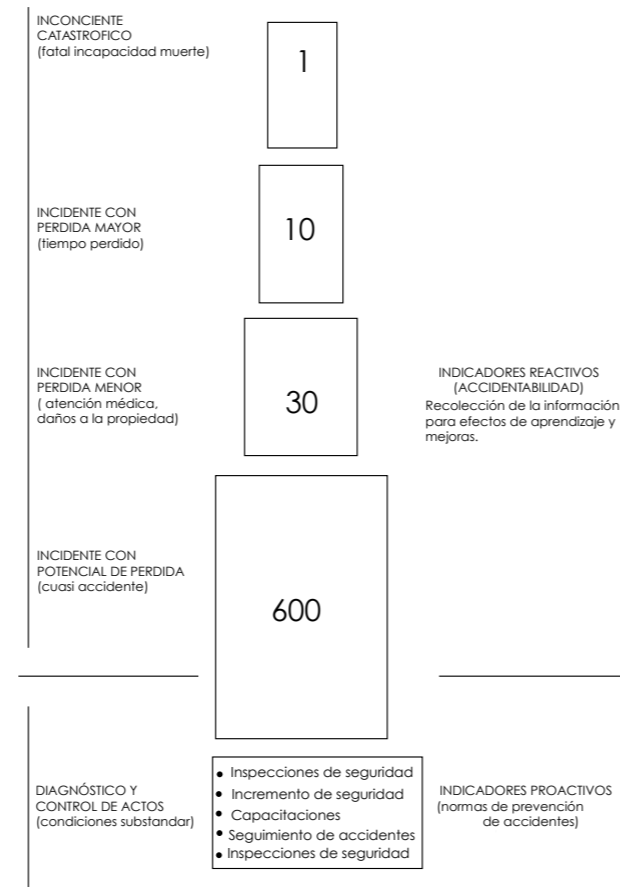 INCONCIENTE
CATASTROFICO
(fatal incapacidad muerte)
1
INCIDENTE CON
PERDIDA MAYOR
(tiempo perdido)
10
INCIDENTE CON
PERDIDA MENOR
( atención médica,
daños a la propiedad)
30
INDICADORES REACTIVOS
(ACCIDENTABILIDAD)
Recolección de la información
para efectos de aprendizaje y
mejoras.
INCIDENTE CON
POTENCIAL DE PERDIDA
(cuasi accidente)
600
DIAGNÓSTICO Y
CONTROL DE ACTOS
(condiciones substandar)
• Inspecciones de seguridad
• Incremento de seguridad
• Capacitaciones
• Seguimiento de accidentes
• Inspecciones de seguridad
INDICADORES PROACTIVOS
(normas de prevención
de accidentes)